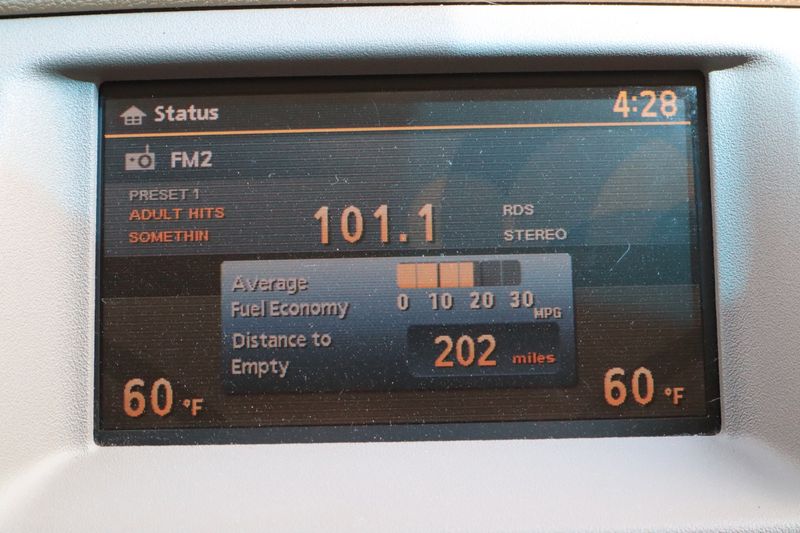 Status 4:28
FM2
PRESET 1
ADULT HITS
SOMETHIN
101.1
RDS
STEREO
Average
Fuel Economy
0 10 20 30
MPG
Distance to
Empty
202 miles
60 °F
60 °F